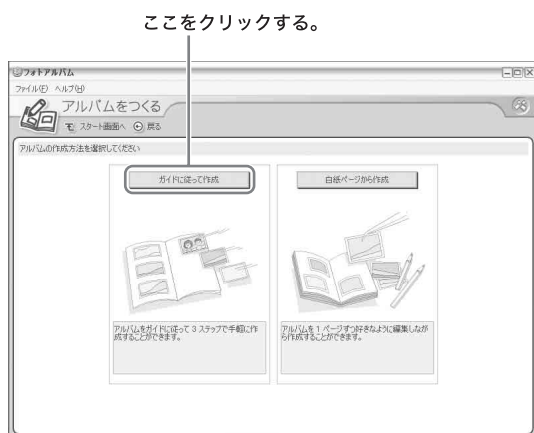 ここをクリックする。
フォトアルバム
ファイル(F) ヘルプ(H)
アルバムをつくる
スタート画面へ 戻る
アルバムの作成方法を選択してください
ガイドに従って作成
白紙ページから作成
アルバムをガイドに従って 3 ステップで手軽に作
成することができます。
アルバムを 1 ページずつ好きなように編集しなが
ら作成することができます。